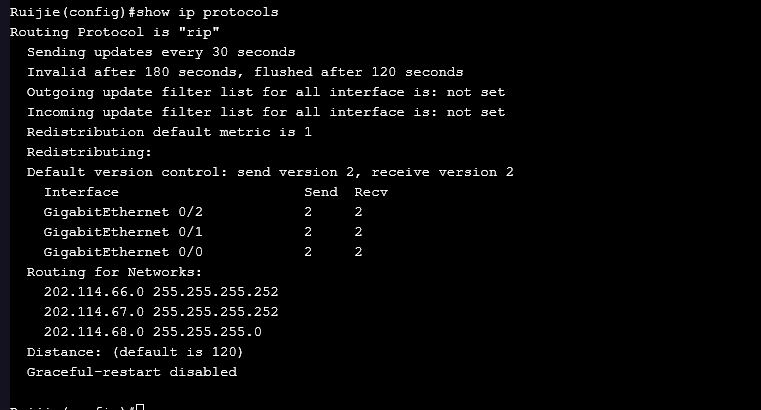 Ruijie(config)#show ip protocols
Routing Protocol is "rip"
Sending updates every 30 seconds
Invalid after 180 seconds, flushed after 120 seconds
Outgoing update filter list for all interface is: not set
Incoming update filter list for all interface is: not set
Redistribution default metric is 1
Redistributing:
Default version control: send version 2, receive version 2
Interface Send Recv
GigabitEthernet 0/2 2 2
GigabitEthernet 0/1 2 2
GigabitEthernet 0/0 2 2
Routing for Networks:
202.114.66.0 255.255.255.252
202.114.67.0 255.255.255.252
202.114.68.0 255.255.255.0
Distance: (default is 120)
Graceful-restart disabled
Ruijie(config)#